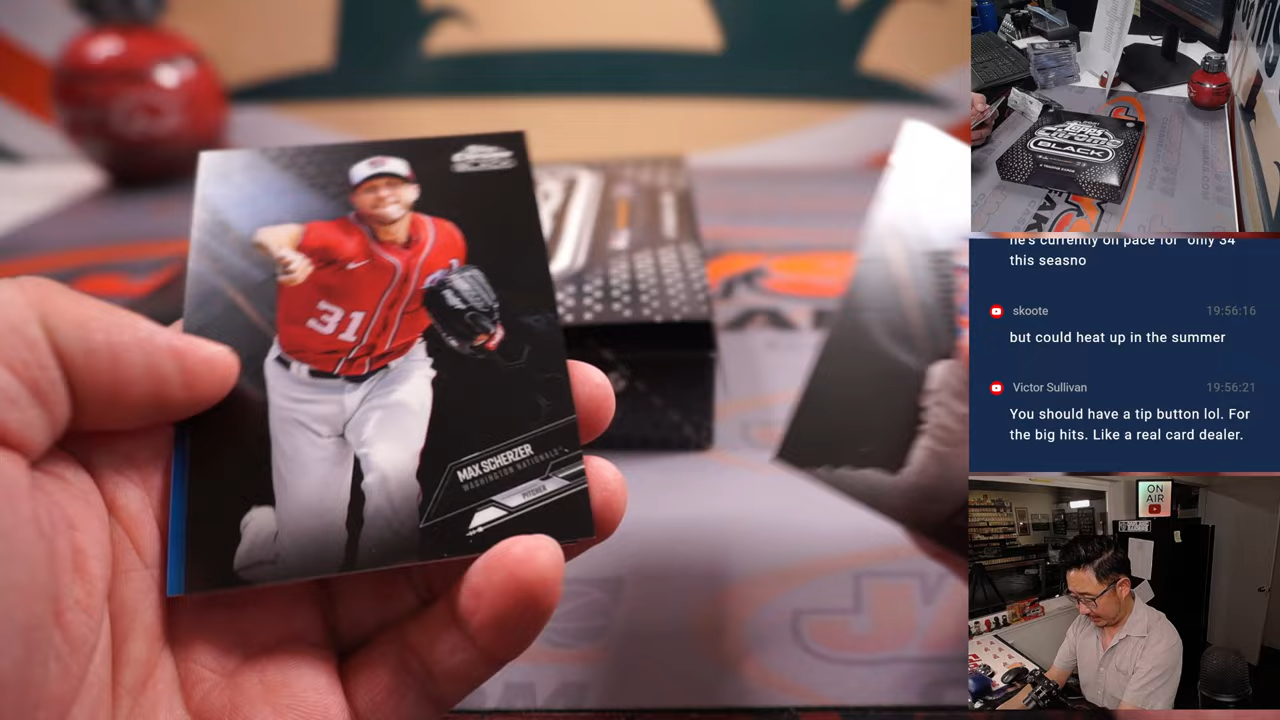 31
MAX SCHERZER
WASHINGTON NATIONALS
PITCHER
Topps
Chrome
BLACK
he's currently on pace for "only 34
this seasno
skoote 19:56:16
but could heat up in the summer
Victor Sullivan 19:56:21
You should have a tip button lol. For
the big hits. Like a real card dealer.
ON
AIR